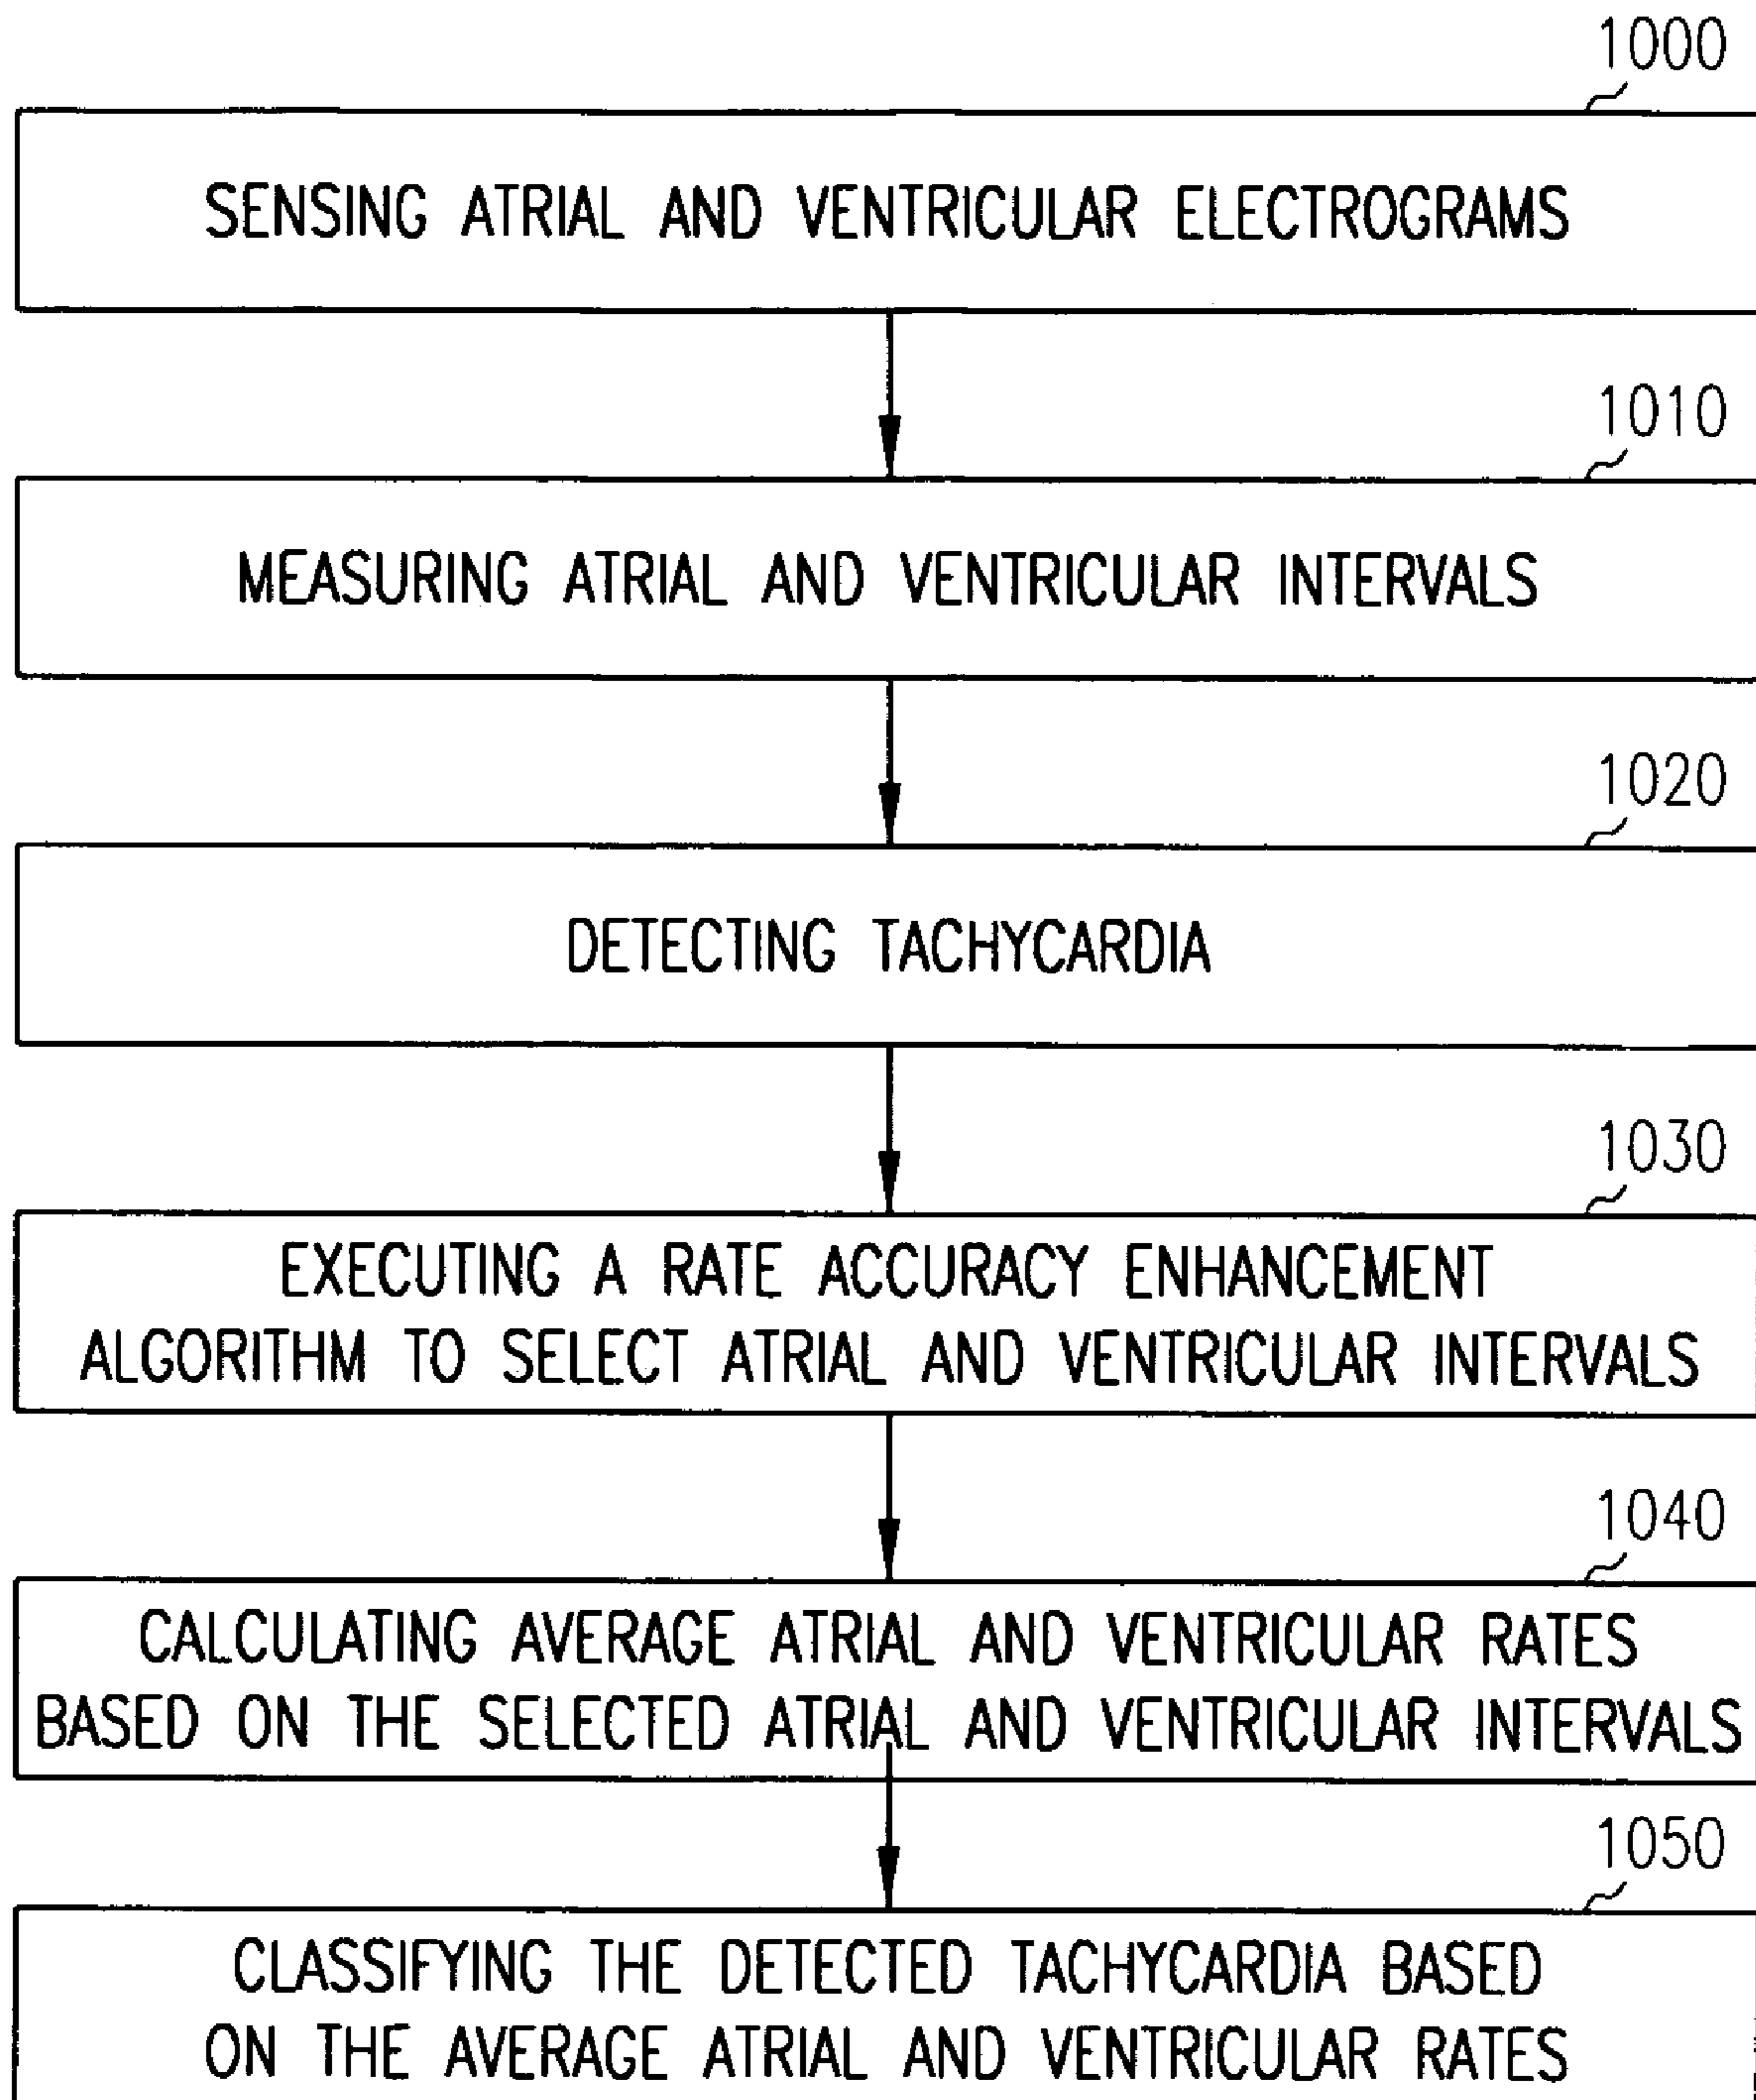 1000
SENSING ATRIAL AND VENTRICULAR ELECTROGRAMS
1010
MEASURING ATRIAL AND VENTRICULAR INTERVALS
1020
DETECTING TACHYCARDIA
1030
EXECUTING A RATE ACCURACY ENHANCEMENT
ALGORITHM TO SELECT ATRIAL AND VENTRICULAR INTERVALS
1040
CALCULATING AVERAGE ATRIAL AND VENTRICULAR RATES
BASED ON THE SELECTED ATRIAL AND VENTRICULAR INTERVALS
1050
CLASSIFYING THE DETECTED TACHYCARDIA BASED
ON THE AVERAGE ATRIAL AND VENTRICULAR RATES